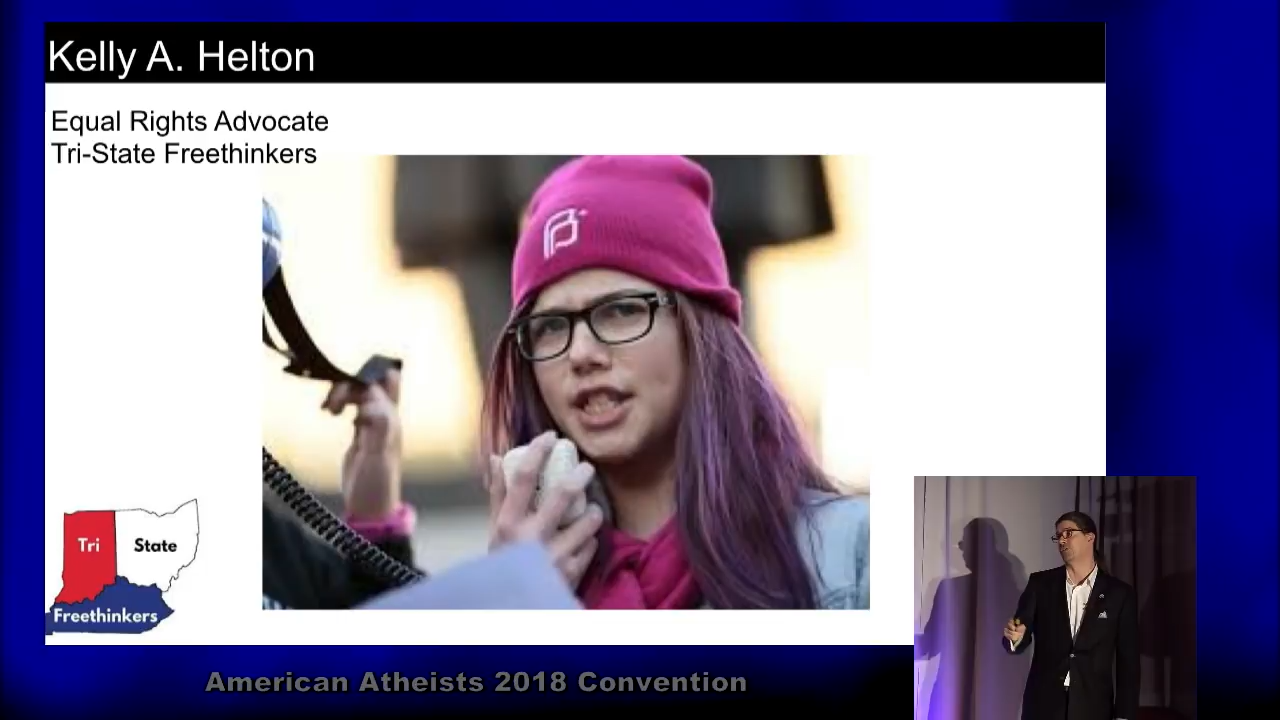 Kelly A. Helton
Equal Rights Advocate
Tri-State Freethinkers
Tri State
Freethinkers
American Atheists 2018 Convention